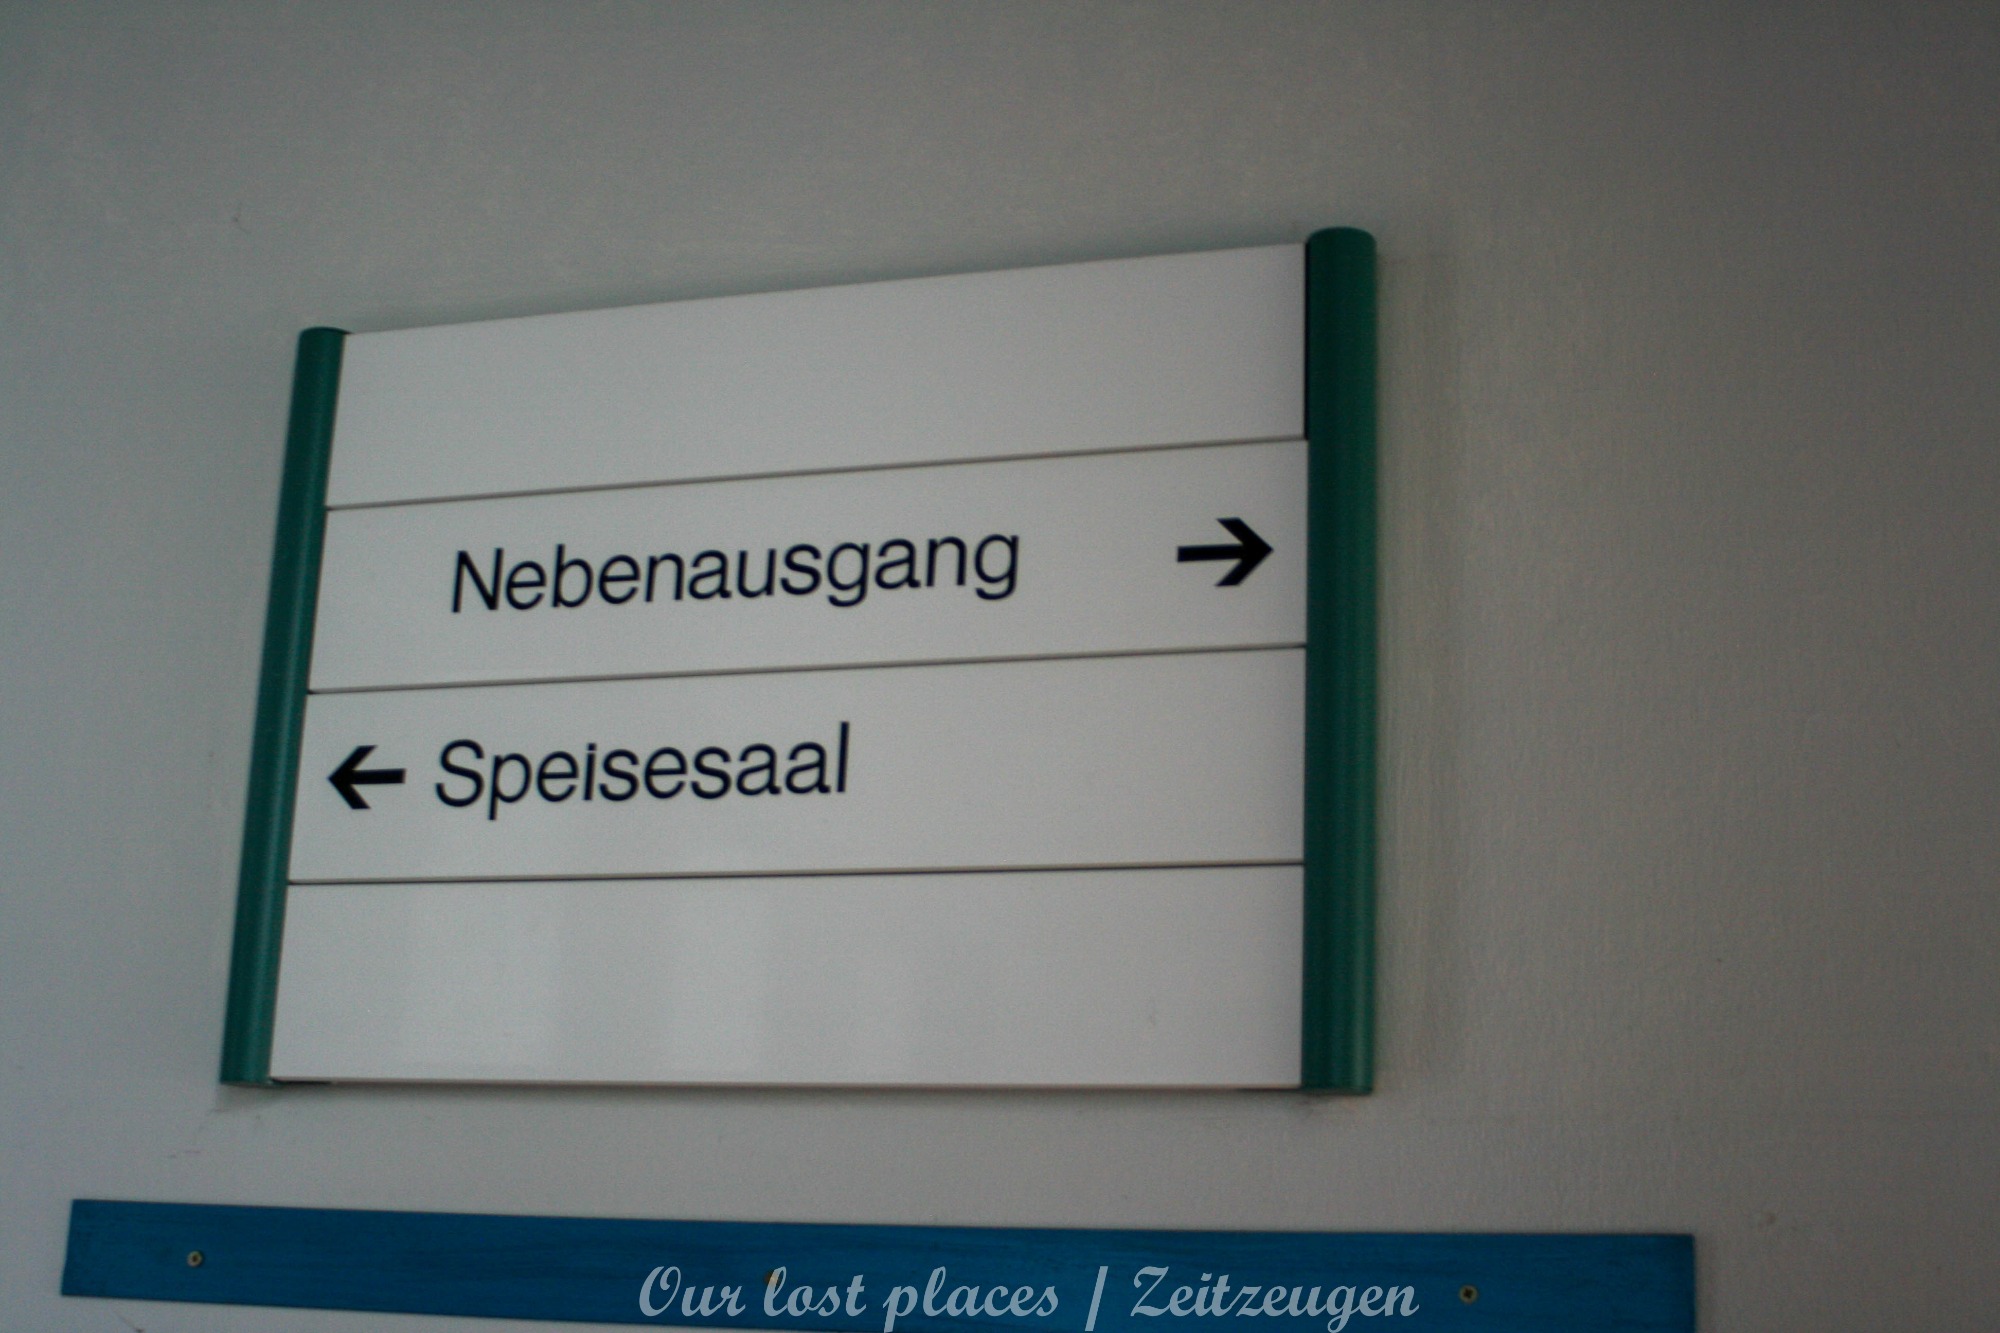 Nebenausgang →
← Speisesaal
Our lost places / Zeitzeugen